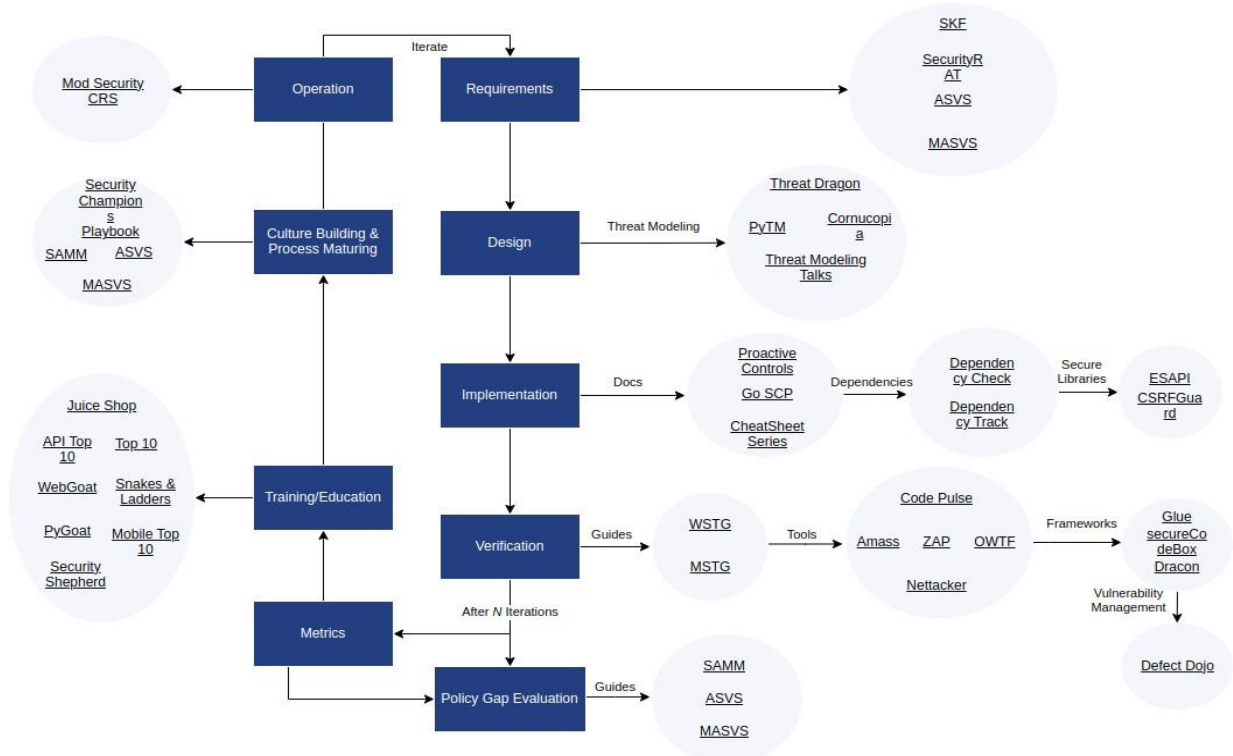 Iterate
Operation
Requirements
Mod Security
CRS
SKF
SecurityR
AT
ASVS
MASVS
Security
Champion
s
Playbook
SAMM
ASVS
MASVS
Culture Building &
Process Maturing
Design
Threat Modeling
Threat Dragon
PyTM
Cornucopi
a
Threat Modeling
Talks
Implementation
Docs
Proactive
Controls
Go SCP
CheatSheet
Series
Dependencies
Dependen
cy Check
Dependen
cy Track
Secure
Libraries
ESAPI
CSRFGua
rd
Juice Shop
API Top
10
Top 10
WebGoat
Snakes &
Ladders
PyGoat
Mobile Top
10
Security
Shepherd
Training/Education
Verification
Guides
WSTG
MSTG
Tools
Code Pulse
Amass
ZAP
OWTF
Nettacker
Frameworks
Glue
secureCo
deBox
Dracon
Vulnerability
Management
Defect Dojo
After N Iterations
Metrics
Policy Gap Evaluation
Guides
SAMM
ASVS
MASVS